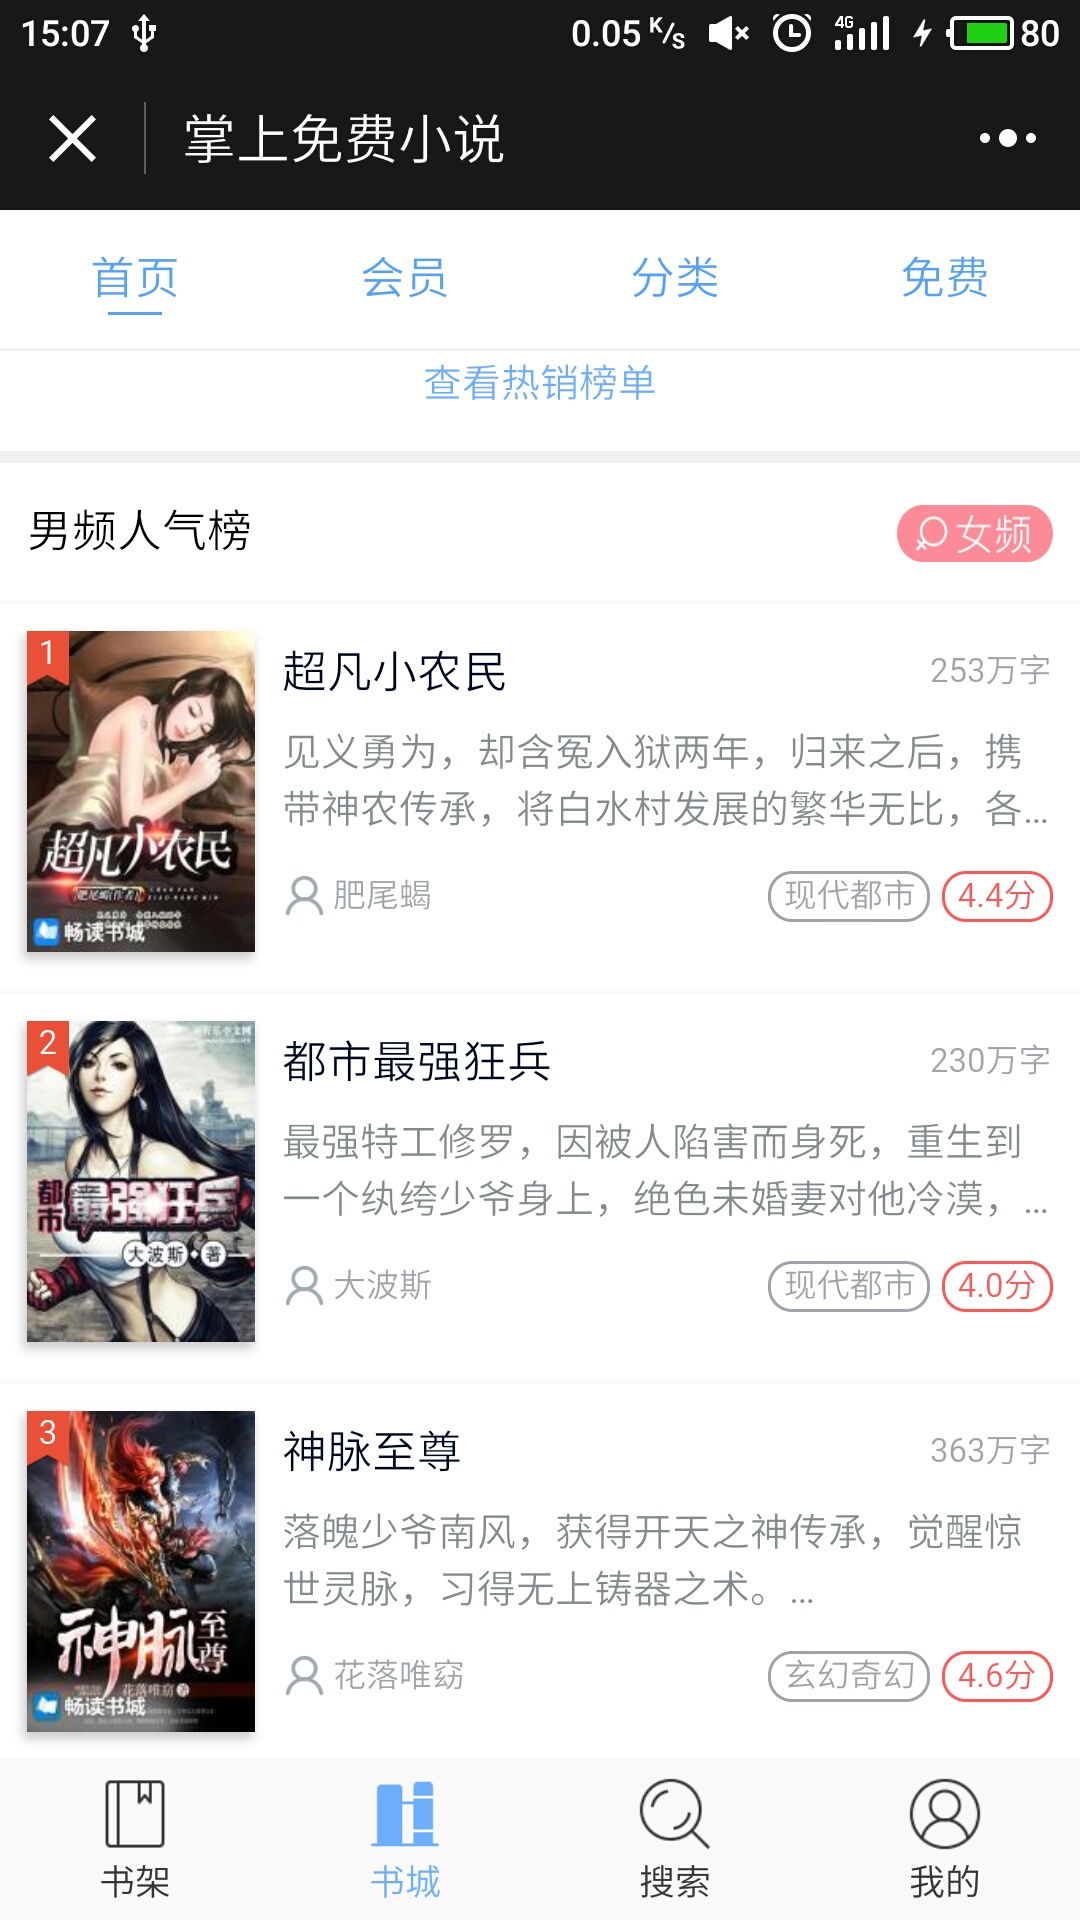 15:07
0.05 K/S
4G
80
掌上免费小说
首页
会员
分类
免费
查看热销榜单
男频人气榜
女频
1
超凡小农民
253万字
见义勇为，却含冤入狱两年，归来之后，携
带神农传承，将白水村发展的繁华无比，各...
肥尾蝎
现代都市
4.4分
超凡小农民
肥尾蝎 作者
畅读书城
2
都市最强狂兵
230万字
最强特工修罗，因被人陷害而身死，重生到
一个纨绔少爷身上，绝色未婚妻对他冷漠，...
大波斯
现代都市
4.0分
都市最强狂兵
大波斯·著
3
神脉至尊
363万字
落魄少爷南风，获得开天之神传承，觉醒惊
世灵脉，习得无上铸器之术。...
花落唯窈
玄幻奇幻
4.6分
神脉至尊
花落唯窈 著
畅读书城
书架
书城
搜索
我的